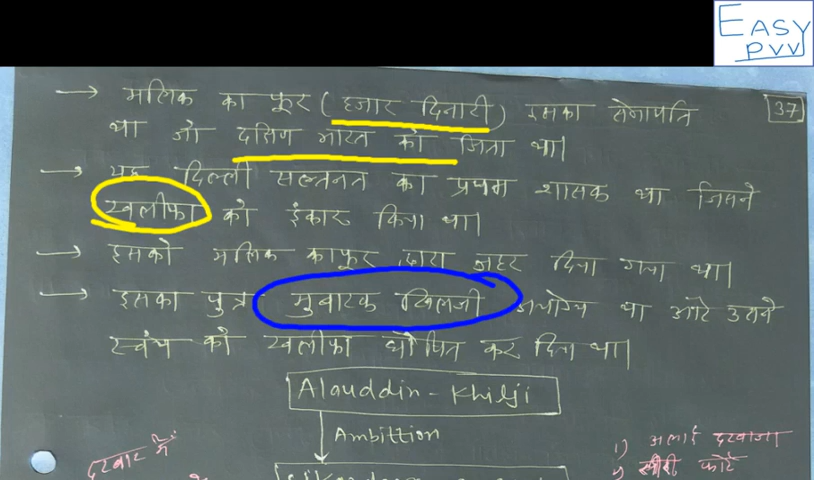 EASY
PVV
37
→ मलिक का फूर (हजार दिनारी) इसका सेनापति
था जो दक्षिण भारत को जिता था।
→ यह दिल्ली सल्तनत का प्रथम शासक था जिसने
खलीफा को इंकार किया था।
→ इसको मलिक काफूर द्वारा जहर दिया गया था।
→ इसका पुत्र मुबारक खिलजी अयोग्य था और उसने
स्वंय को खलीफा घोषित कर दिया था।
Alauddin - Khilji
Ambittion
दरबार में
1) अलाई दरवाजा